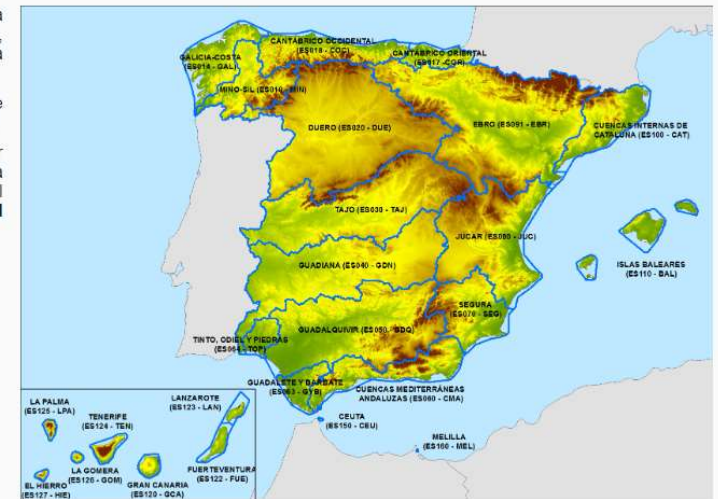 CANTÁBRICO OCCIDENTAL
(ES018 - COC)
CANTÁBRICO ORIENTAL
(ES017 - COR)
GALICIA-COSTA
(ES014 - GAL)
MIÑO-SIL (ES010 - MIN)
DUERO (ES020 - DUE)
EBRO (ES091 - EBR)
CUENCAS INTERNAS DE
CATALUÑA (ES100 - CAT)
TAJO (ES030 - TAJ)
JUCAR (ES080 - JUC)
ISLAS BALEARES
(ES110 - BAL)
GUADIANA (ES040 - GDN)
SEGURA
(ES070 - SEG)
GUADALQUIVIR (ES050 - GDQ)
TINTO, ODIEL Y PIEDRAS
(ES064 - TOP)
GUADALETE Y BARBATE
(ES063 - GYB)
CUENCAS MEDITERRÁNEAS
ANDALUZAS (ES060 - CMA)
CEUTA
(ES150 - CEU)
MELILLA
(ES160 - MEL)
LA PALMA
(ES125 - LPA)
TENERIFE
(ES124 - TEN)
LANZAROTE
(ES123 - LAN)
EL HIERRO
(ES127 - HIE)
LA GOMERA
(ES126 - GOM)
GRAN CANARIA
(ES120 - GCA)
FUERTEVENTURA
(ES122 - FUE)